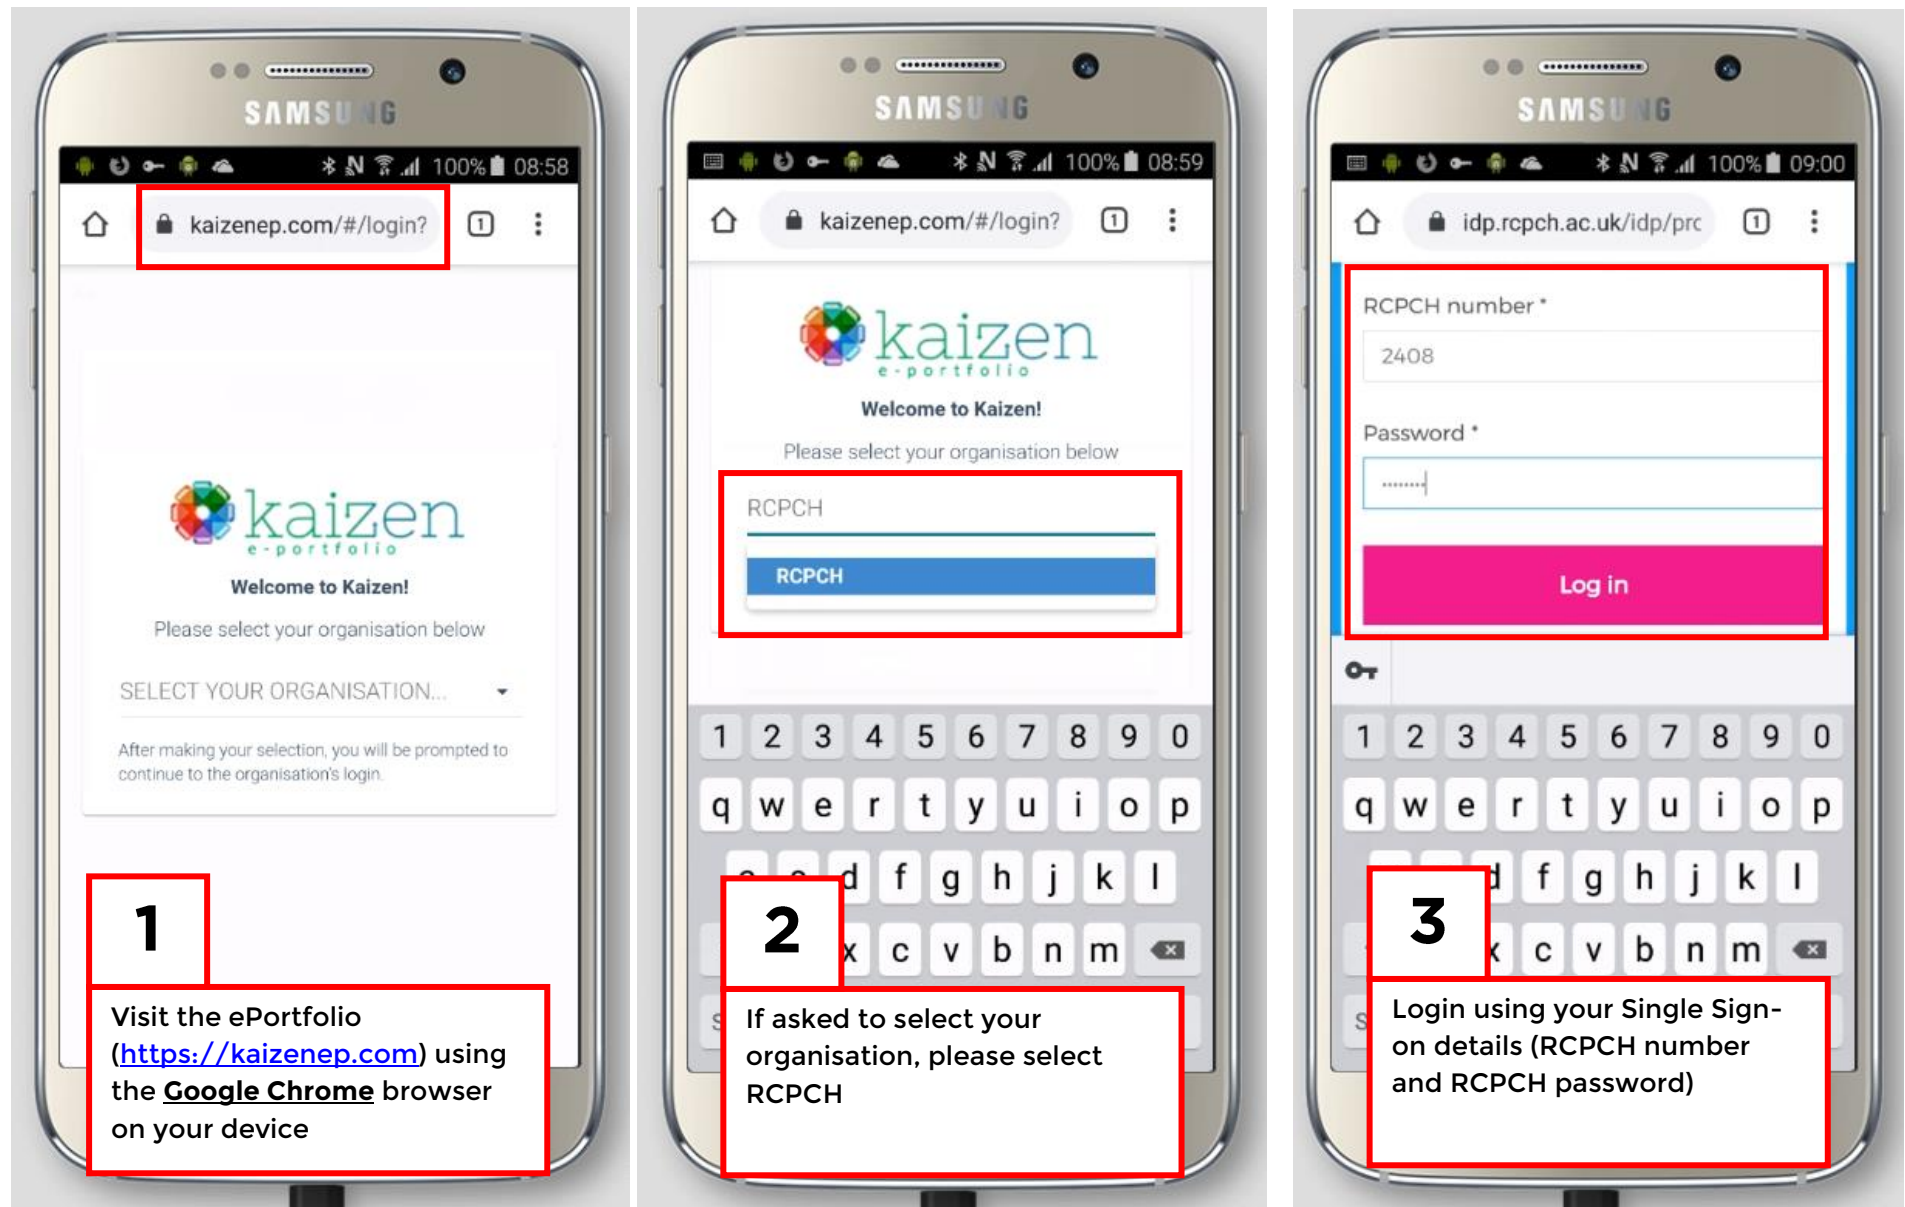 SAMSUNG
100% 08:58
kaizenep.com/#/login?
1
kaizen
e-portfolio
Welcome to Kaizen!
Please select your organisation below
SELECT YOUR ORGANISATION...
After making your selection, you will be prompted to
continue to the organisation's login.
1
Visit the ePortfolio
(https://kaizenep.com) using
the Google Chrome browser
on your device
SAMSUNG
100% 08:59
kaizenep.com/#/login?
1
kaizen
e-portfolio
Welcome to Kaizen!
Please select your organisation below
RCPCH
RCPCH
1 2 3 4 5 6 7 8 9 0
q w e r t y u i o p
d f g h j k l
x c v b n m
2
If asked to select your
organisation, please select
RCPCH
SAMSUNG
100% 09:00
idp.rcpch.ac.uk/idp/prc
1
RCPCH number *
2408
Password *
Log in
1 2 3 4 5 6 7 8 9 0
q w e r t y u i o p
f g h j k l
c v b n m
3
Login using your Single Sign-
on details (RCPCH number
and RCPCH password)